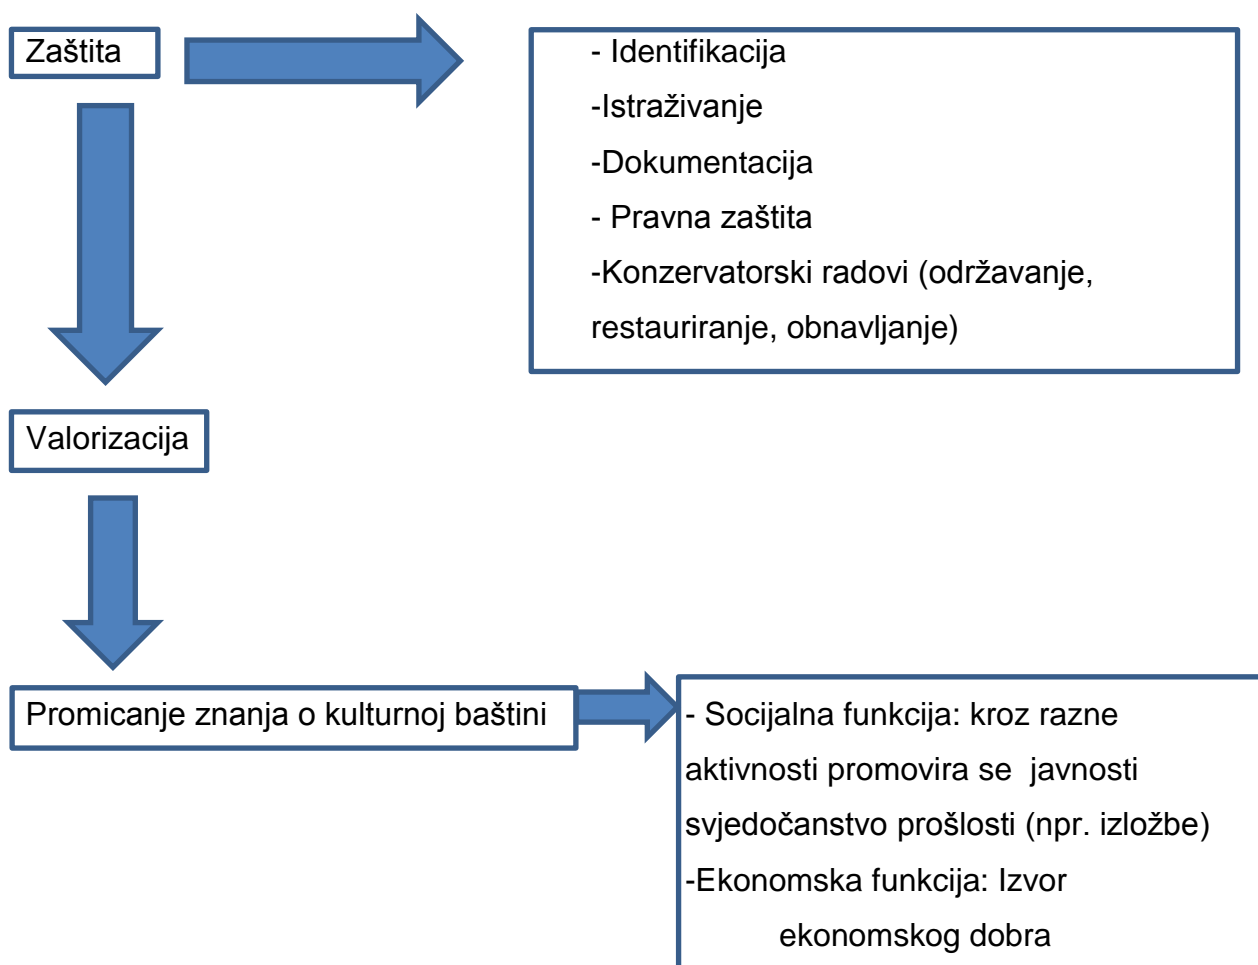 Zaštita
- Identifikacija
-Istraživanje
-Dokumentacija
- Pravna zaštita
-Konzervatorski radovi (održavanje,
restauriranje, obnavljanje)
Valorizacija
Promicanje znanja o kulturnoj baštini
- Socijalna funkcija: kroz razne
aktivnosti promovira se  javnosti
svjedočanstvo prošlosti (npr. izložbe)
-Ekonomska funkcija: Izvor
ekonomskog dobra